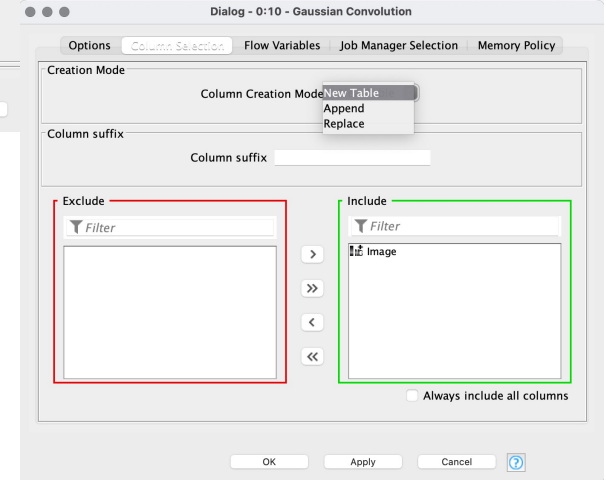 Dialog - 0:10 - Gaussian Convolution
Options Column Selection Flow Variables Job Manager Selection Memory Policy
Creation Mode
Column Creation Mode New Table
Append
Replace
Column suffix
Column suffix
Exclude Include
Filter Filter
Image
> 
>>
<
<<
Always include all columns
OK Apply Cancel ?